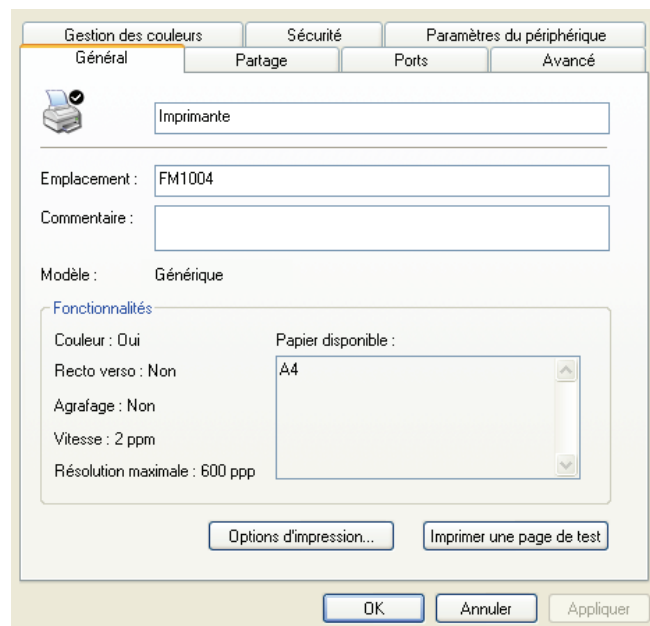 Gestion des couleurs Sécurité Paramètres du périphérique
Général Partage Ports Avancé
Imprimante
Emplacement : FM1004
Commentaire :
Modèle : Générique
Fonctionnalités
Couleur : Oui Papier disponible :
Recto verso : Non A4
Agrafage : Non
Vitesse : 2 ppm
Résolution maximale : 600 ppp
Options d'impression... Imprimer une page de test
OK Annuler Appliquer